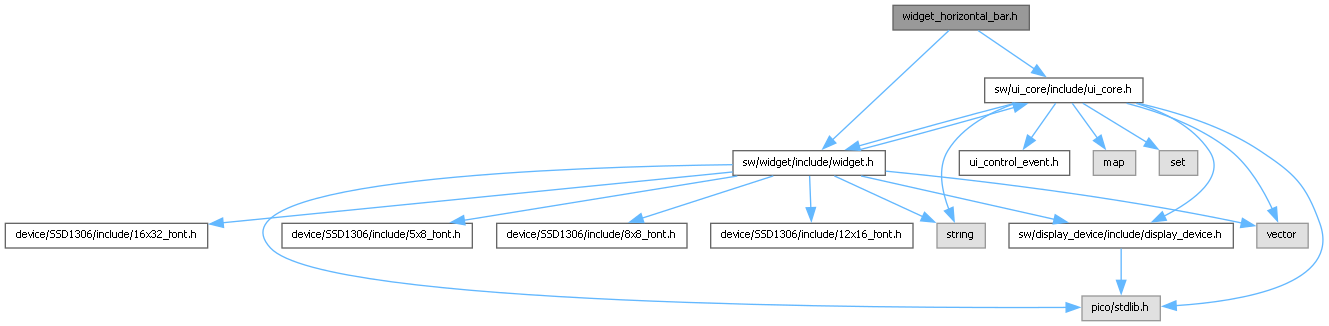 widget_horizontal_bar.h
sw/ui_core/include/ui_core.h
sw/widget/include/widget.h
ui_control_event.h
map
set
device/SSD1306/include/16x32_font.h
device/SSD1306/include/5x8_font.h
device/SSD1306/include/8x8_font.h
device/SSD1306/include/12x16_font.h
string
sw/display_device/include/display_device.h
vector
pico/stdlib.h